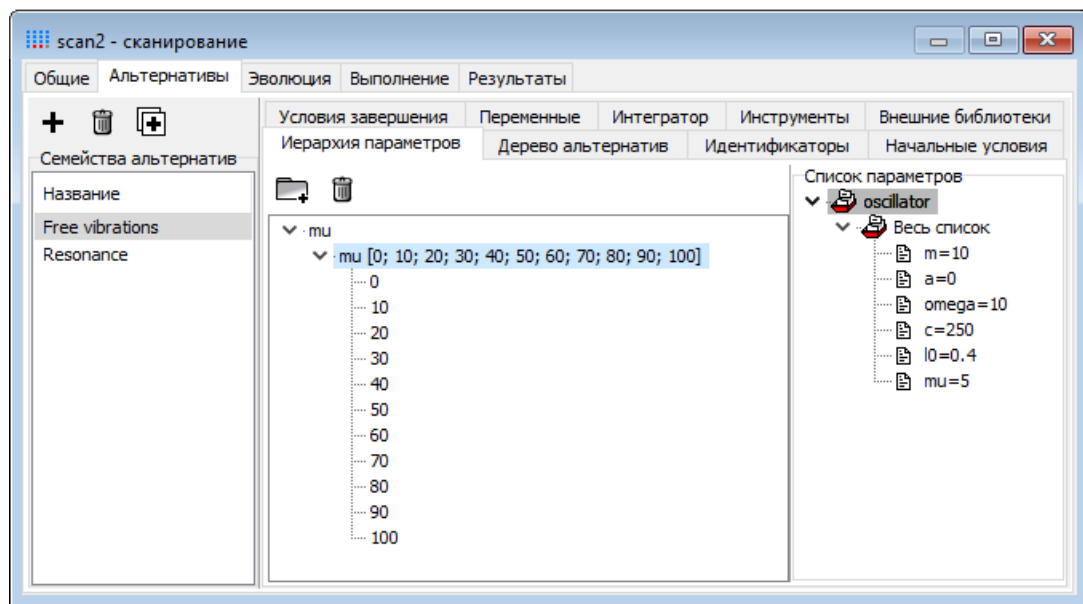 scan2 - сканирование
Общие Альтернативы Эволюция Выполнение Результаты
Семейства альтернатив
Название
Free vibrations
Resonance
Условия завершения Переменные Интегратор Инструменты Внешние библиотеки
Иерархия параметров Дерево альтернатив Идентификаторы Начальные условия
mu
mu [0; 10; 20; 30; 40; 50; 60; 70; 80; 90; 100]
0
10
20
30
40
50
60
70
80
90
100
Список параметров
oscillator
Весь список
m=10
a=0
omega=10
c=250
l0=0.4
mu=5